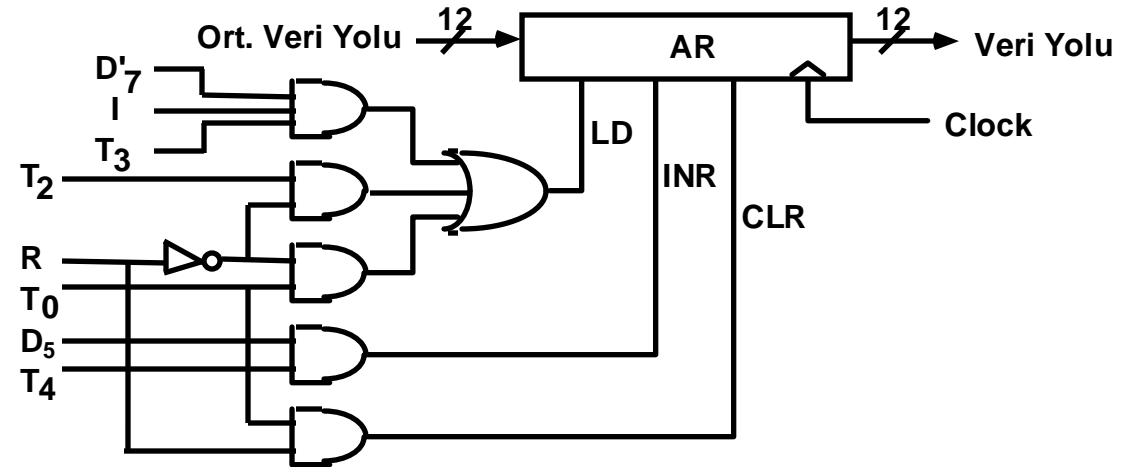 12
12
Ort. Veri Yolu
AR
Veri Yolu
D'7
I
T3
Clock
LD
T2
INR
CLR
R
T0
D5
T4